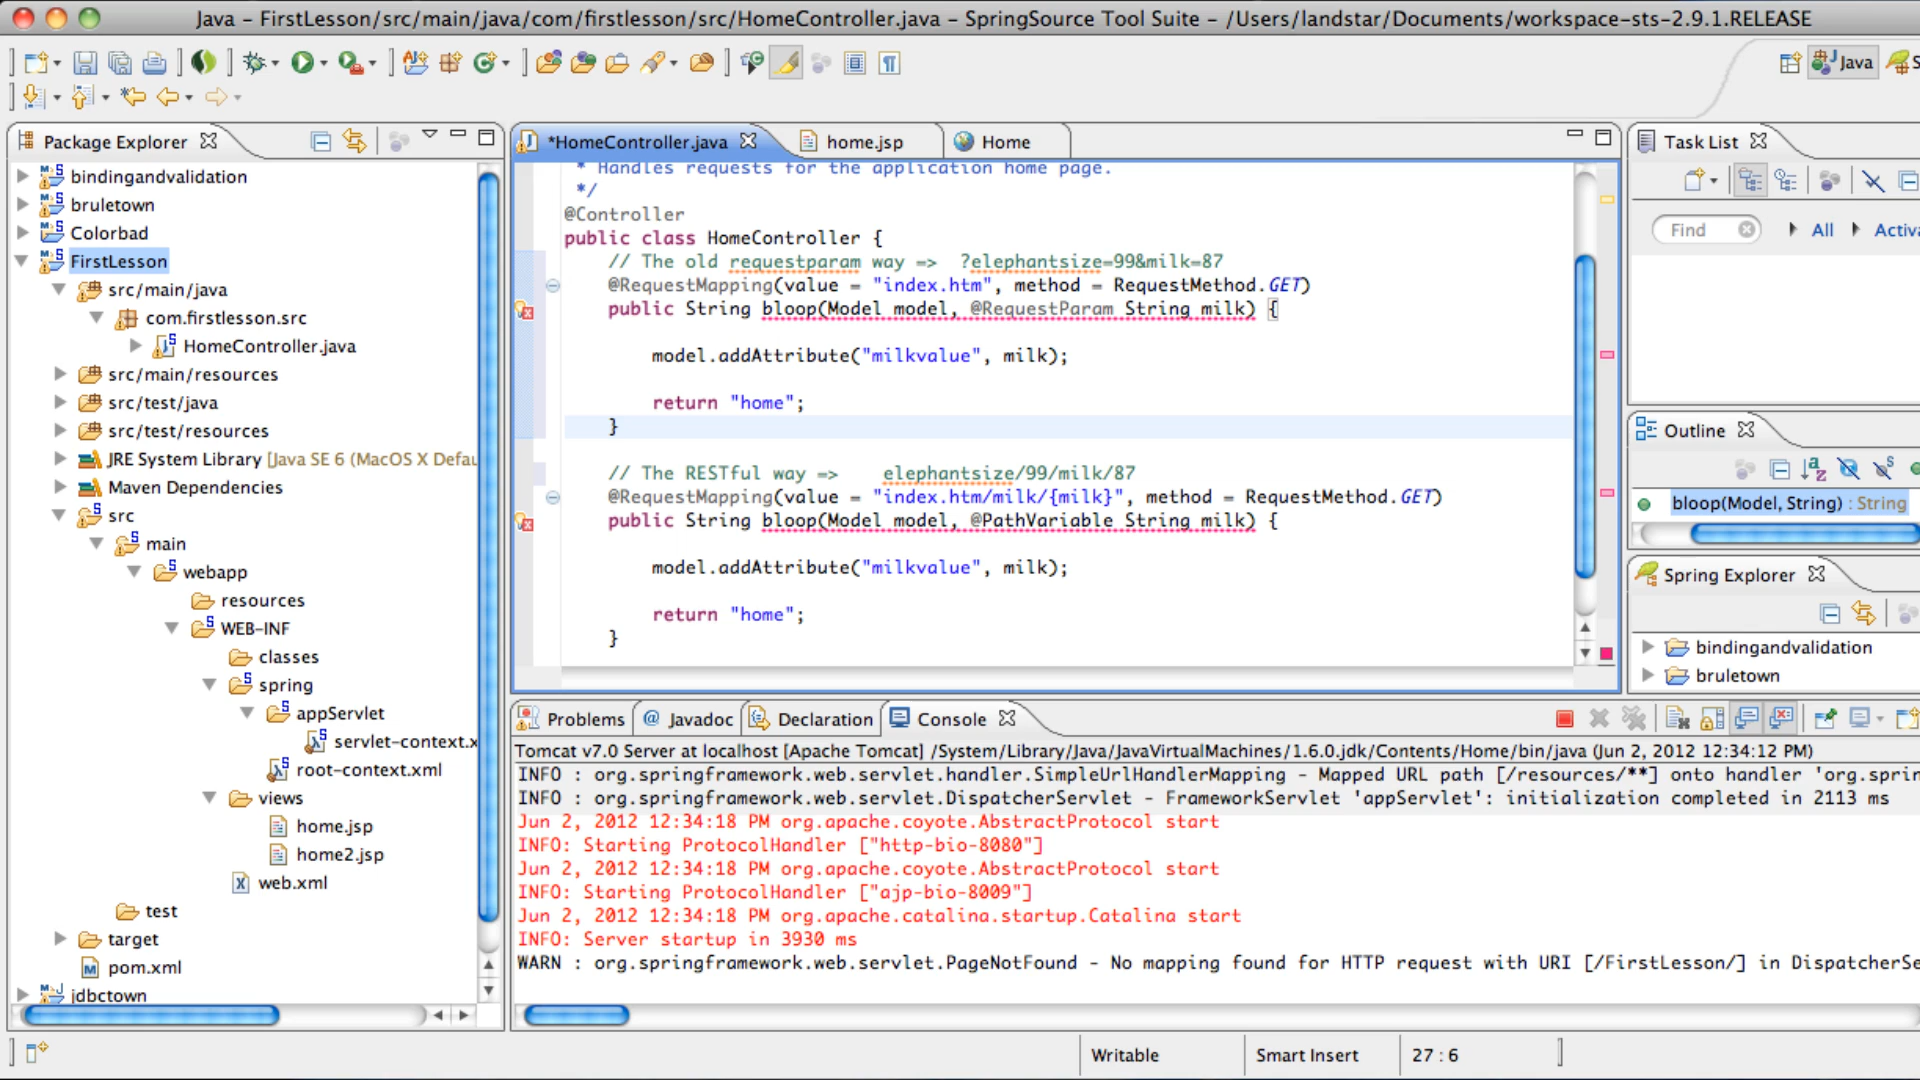 Java – FirstLesson/src/main/java/com/firstlesson/src/HomeController.java – SpringSource Tool Suite – /Users/landstar/Documents/workspace-sts-2.9.1.RELEASE
Java
Package Explorer
bindingandvalidation
bruletown
Colorbad
FirstLesson
src/main/java
com.firstlesson.src
HomeController.java
src/main/resources
src/test/java
src/test/resources
JRE System Library [Java SE 6 (MacOS X Defau
Maven Dependencies
src
main
webapp
resources
WEB-INF
classes
spring
appServlet
servlet-context.x
root-context.xml
views
home.jsp
home2.jsp
web.xml
test
target
pom.xml
jdbctown
*HomeController.java
home.jsp
Home
* Handles requests for the application home page.
*/
@Controller
public class HomeController {
// The old requestparam way => ?elephantsize=99&milk=87
@RequestMapping(value = "index.htm", method = RequestMethod.GET)
public String bloop(Model model, @RequestParam String milk) {
model.addAttribute("milkvalue", milk);
return "home";
}
// The RESTful way => elephantsize/99/milk/87
@RequestMapping(value = "index.htm/milk/{milk}", method = RequestMethod.GET)
public String bloop(Model model, @PathVariable String milk) {
model.addAttribute("milkvalue", milk);
return "home";
}
Task List
Find
All
Activa
Outline
bloop(Model, String) : String
Spring Explorer
bindingandvalidation
bruletown
Problems
@ Javadoc
Declaration
Console
Tomcat v7.0 Server at localhost [Apache Tomcat] /System/Library/Java/JavaVirtualMachines/1.6.0.jdk/Contents/Home/bin/java (Jun 2, 2012 12:34:12 PM)
INFO : org.springframework.web.servlet.handler.SimpleUrlHandlerMapping - Mapped URL path [/resources/**] onto handler 'org.sprin
INFO : org.springframework.web.servlet.DispatcherServlet - FrameworkServlet 'appServlet': initialization completed in 2113 ms
Jun 2, 2012 12:34:18 PM org.apache.coyote.AbstractProtocol start
INFO: Starting ProtocolHandler ["http-bio-8080"]
Jun 2, 2012 12:34:18 PM org.apache.coyote.AbstractProtocol start
INFO: Starting ProtocolHandler ["ajp-bio-8009"]
Jun 2, 2012 12:34:18 PM org.apache.catalina.startup.Catalina start
INFO: Server startup in 3930 ms
WARN : org.springframework.web.servlet.PageNotFound - No mapping found for HTTP request with URI [/FirstLesson/] in DispatcherSe
Writable
Smart Insert
27 : 6